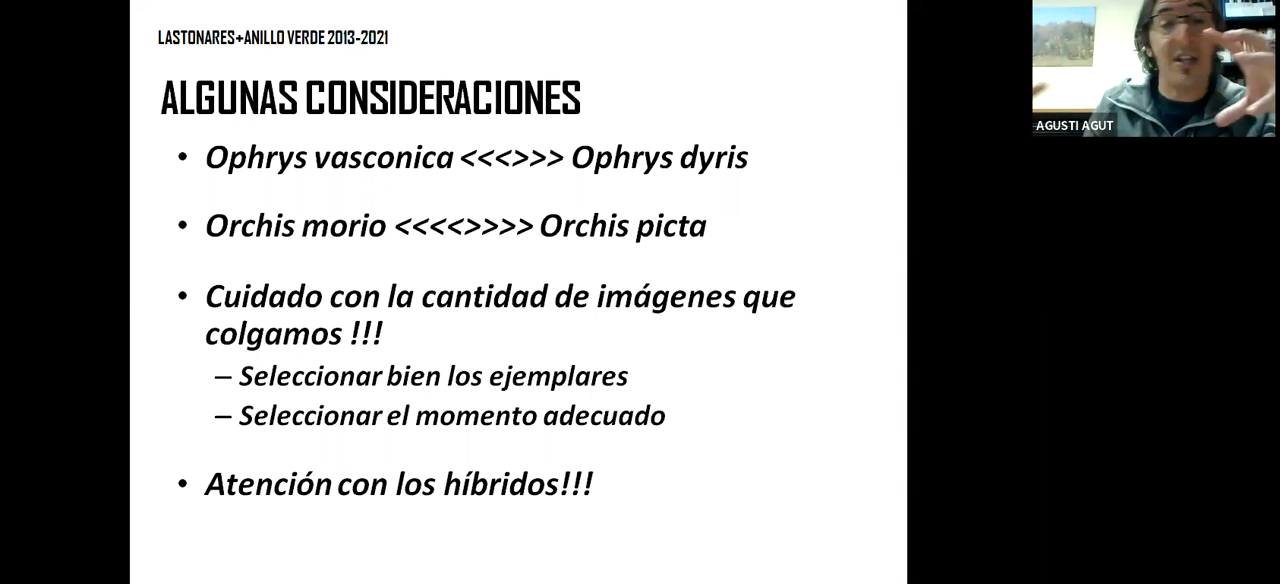 LASTONARES+ANILLO VERDE 2013-2021
ALGUNAS CONSIDERACIONES
• Ophrys vasconica <<<>>> Ophrys dyris
• Orchis morio <<<<>>>> Orchis picta
• Cuidado con la cantidad de imágenes que
colgamos !!!
– Seleccionar bien los ejemplares
– Seleccionar el momento adecuado
• Atención con los híbridos!!!
AGUSTI AGUT